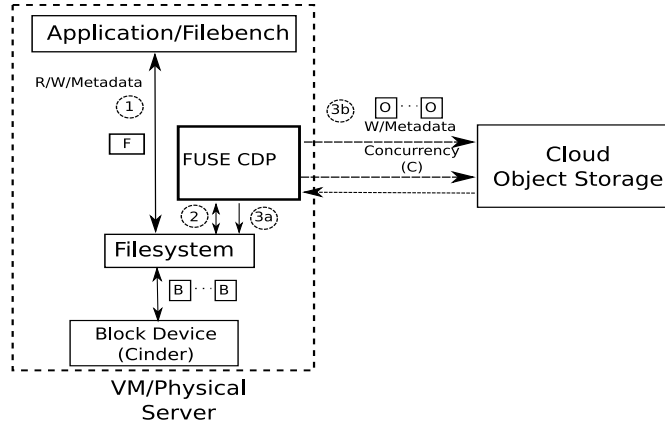 Application/Filebench
R/W/Metadata
1
F
FUSE CDP
3b
O ... O
W/Metadata
Concurrency
(C)
Cloud
Object Storage
2
3a
Filesystem
B ... B
Block Device
(Cinder)
VM/Physical
Server